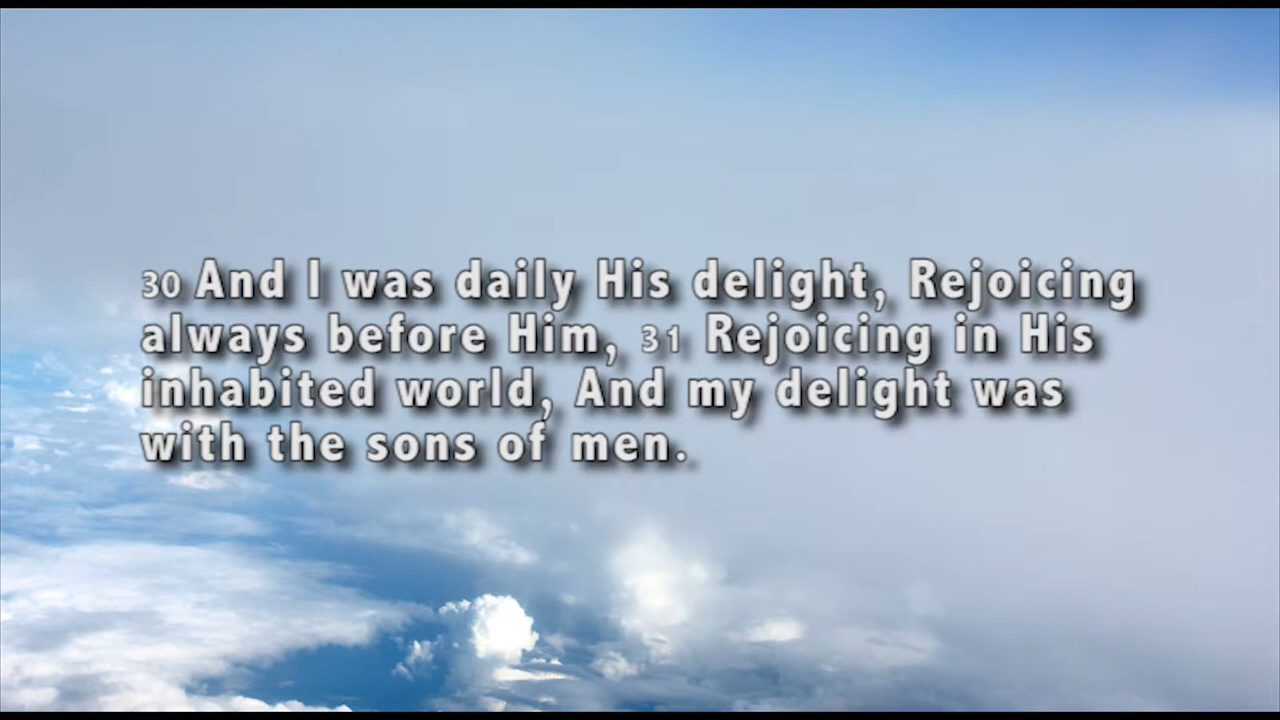 30 And I was daily His delight, Rejoicing
always before Him, 31 Rejoicing in His
inhabited world, And my delight was
with the sons of men.